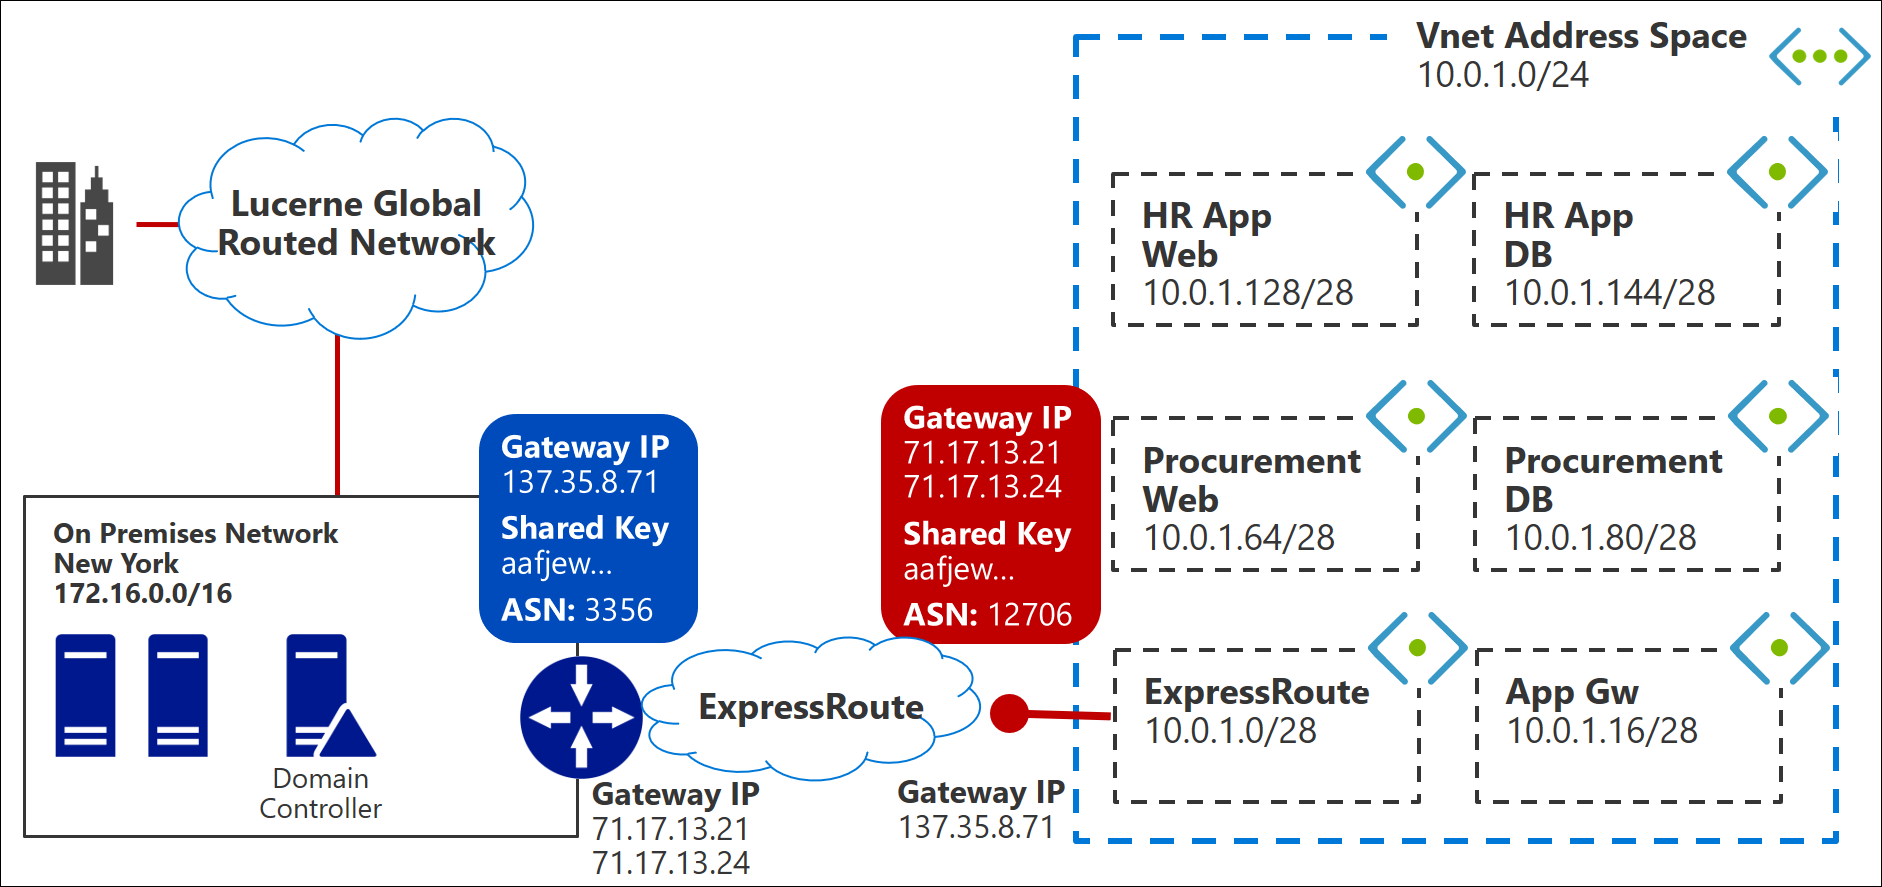 Vnet Address Space
10.0.1.0/24
Lucerne Global
Routed Network
HR App
Web
10.0.1.128/28
HR App
DB
10.0.1.144/28
Gateway IP
137.35.8.71
Shared Key
aafjew...
ASN: 3356
Gateway IP
71.17.13.21
71.17.13.24
Shared Key
aafjew...
ASN: 12706
Procurement
Web
10.0.1.64/28
Procurement
DB
10.0.1.80/28
On Premises Network
New York
172.16.0.0/16
Domain
Controller
ExpressRoute
Gateway IP
71.17.13.21
71.17.13.24
Gateway IP
137.35.8.71
ExpressRoute
10.0.1.0/28
App Gw
10.0.1.16/28